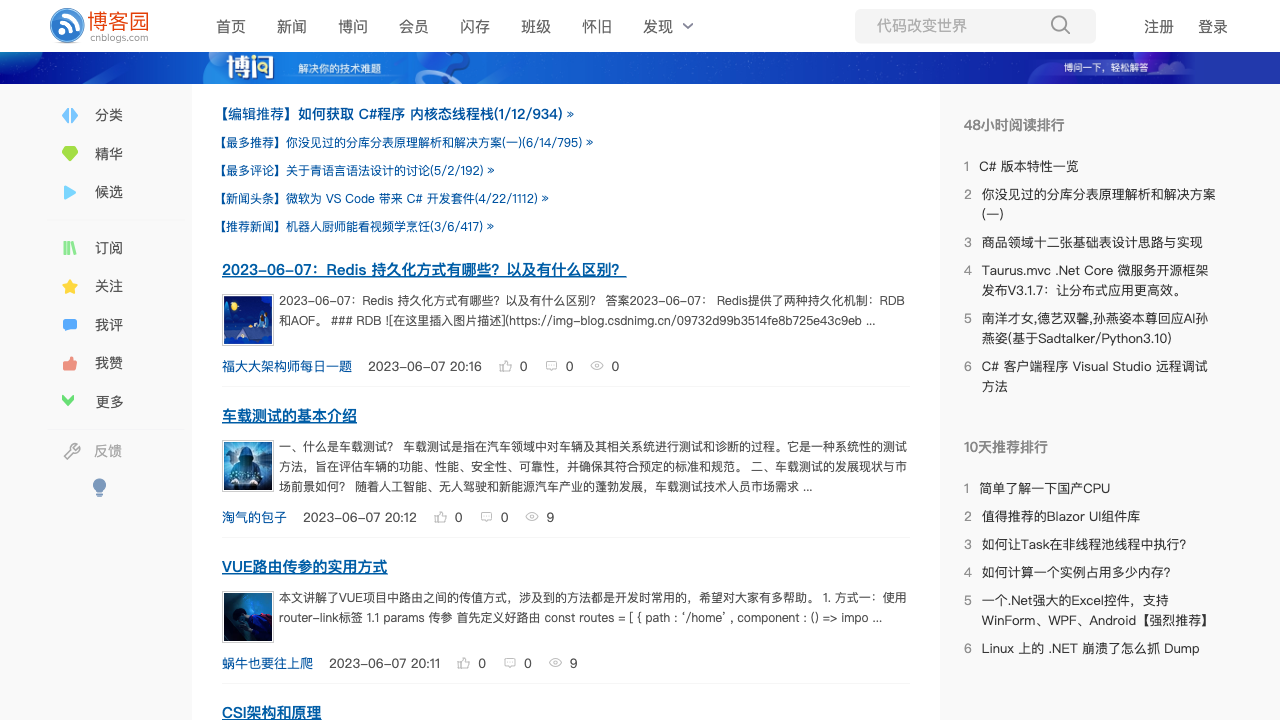 博客园
cnblogs.com
首页 新闻 博问 会员 闪存 班级 怀旧 发现
代码改变世界
注册 登录
博问 解决你的技术难题 博问一下，轻松解答
分类
精华
候选
订阅
关注
我评
我赞
更多
反馈
【编辑推荐】如何获取 C#程序 内核态线程栈(1/12/934) »
【最多推荐】你没见过的分库分表原理解析和解决方案(一)(6/14/795) »
【最多评论】关于青语言语法设计的讨论(5/2/192) »
【新闻头条】微软为 VS Code 带来 C# 开发套件(4/22/1112) »
【推荐新闻】机器人厨师能看视频学烹饪(3/6/417) »
2023-06-07：Redis 持久化方式有哪些？以及有什么区别？
2023-06-07：Redis 持久化方式有哪些？以及有什么区别？ 答案2023-06-07： Redis提供了两种持久化机制：RDB
和AOF。 ### RDB ![在这里插入图片描述](https://img-blog.csdnimg.cn/09732d99b3514fe8b725e43c9eb ...
福大大架构师每日一题 2023-06-07 20:16 0 0 0
车载测试的基本介绍
一、什么是车载测试？ 车载测试是指在汽车领域中对车辆及其相关系统进行测试和诊断的过程。它是一种系统性的测试
方法，旨在评估车辆的功能、性能、安全性、可靠性，并确保其符合预定的标准和规范。 二、车载测试的发展现状与市
场前景如何？ 随着人工智能、无人驾驶和新能源汽车产业的蓬勃发展，车载测试技术人员市场需求 ...
淘气的包子 2023-06-07 20:12 0 0 9
VUE路由传参的实用方式
本文讲解了VUE项目中路由之间的传值方式，涉及到的方法都是开发时常用的，希望对大家有多帮助。 1. 方式一：使用
router-link标签 1.1 params 传参 首先定义好路由 const routes = [ { path : ‘/home’ , component : () => impo ...
蜗牛也要往上爬 2023-06-07 20:11 0 0 9
CSI架构和原理
48小时阅读排行
1 C# 版本特性一览
2 你没见过的分库分表原理解析和解决方案
(一)
3 商品领域十二张基础表设计思路与实现
4 Taurus.mvc .Net Core 微服务开源框架
发布V3.1.7：让分布式应用更高效。
5 南洋才女,德艺双馨,孙燕姿本尊回应AI孙
燕姿(基于Sadtalker/Python3.10)
6 C# 客户端程序 Visual Studio 远程调试
方法
10天推荐排行
1 简单了解一下国产CPU
2 值得推荐的Blazor UI组件库
3 如何让Task在非线程池线程中执行?
4 如何计算一个实例占用多少内存?
5 一个.Net强大的Excel控件，支持
WinForm、WPF、Android【强烈推荐】
6 Linux 上的 .NET 崩溃了怎么抓 Dump